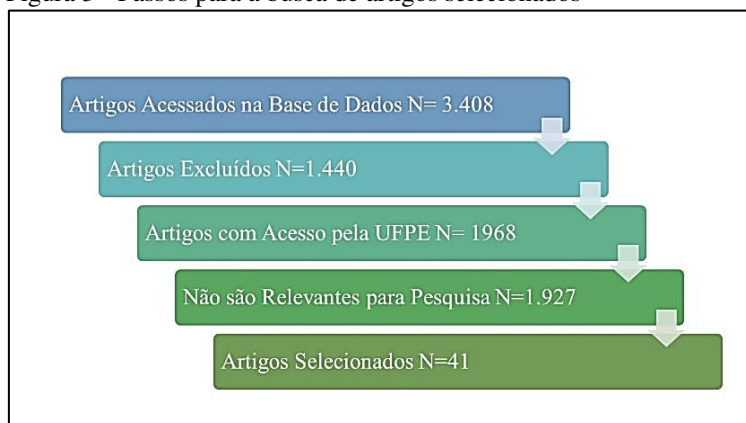 Artigos Acessados na Base de Dados N= 3.408
Artigos Excluídos N=1.440
Artigos com Acesso pela UFPE N= 1968
Não são Relevantes para Pesquisa N=1.927
Artigos Selecionados N=41